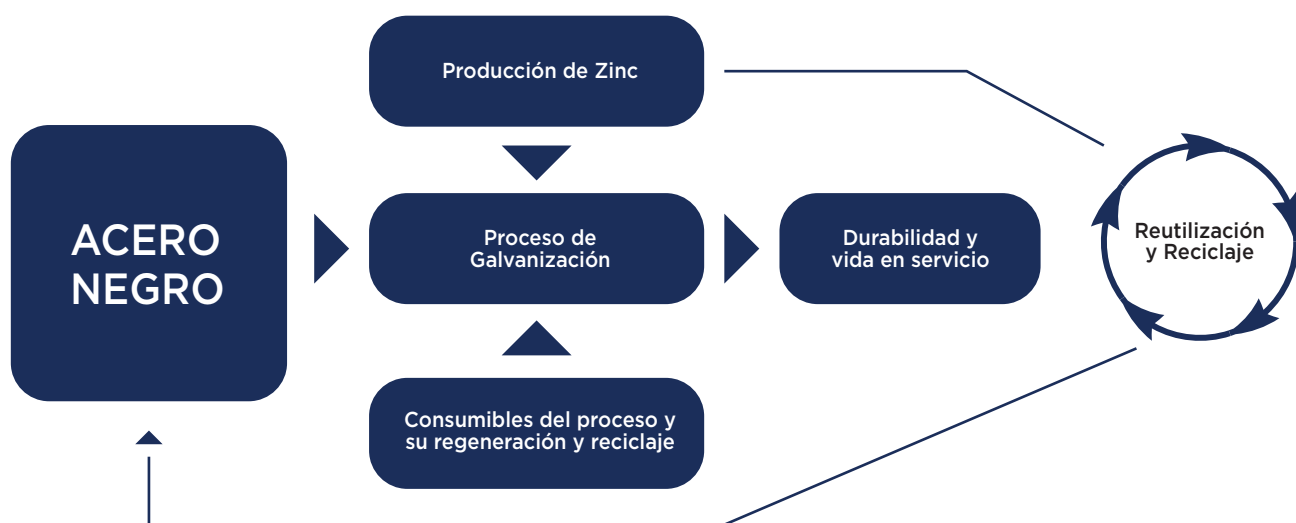 Producción de Zinc
ACERO
NEGRO
Proceso de
Galvanización
Durabilidad y
vida en servicio
Reutilización
y Reciclaje
Consumibles del proceso y
su regeneración y reciclaje